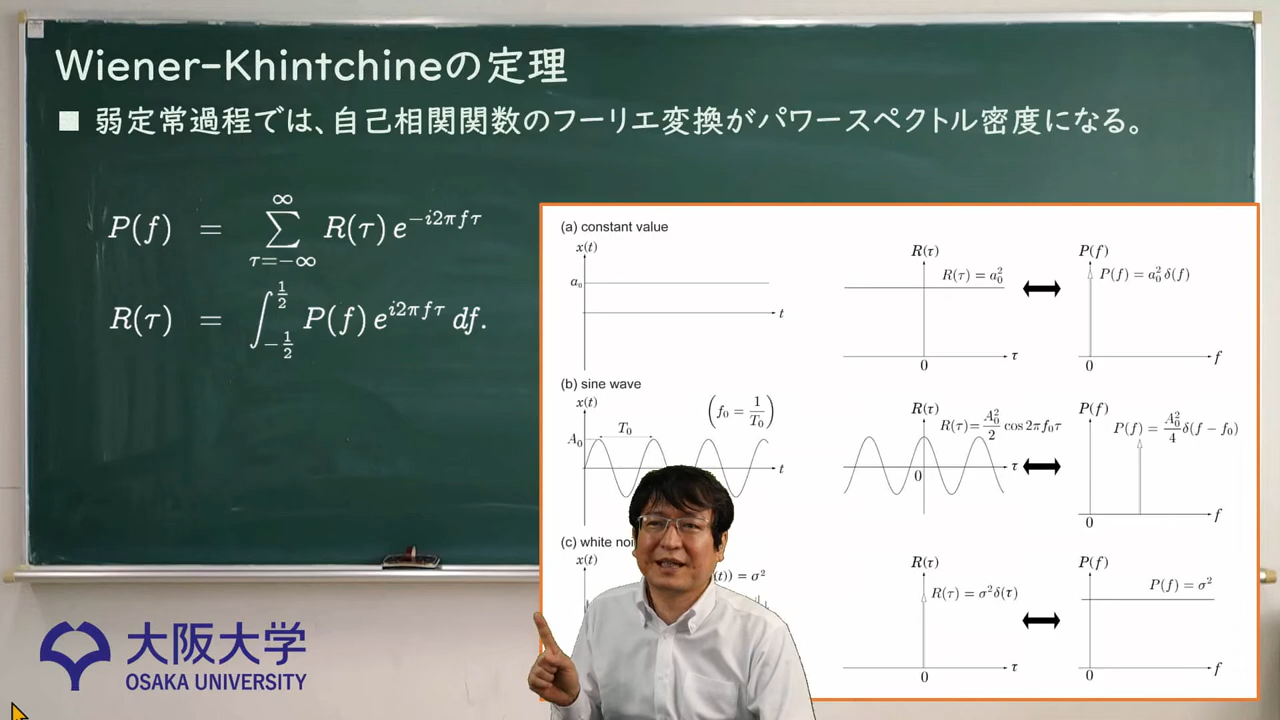 Wiener-Khintchineの定理
■ 弱定常過程では、自己相関関数のフーリエ変換がパワースペクトル密度になる。
P(f) = ∑_{τ=-∞}^{∞} R(τ) e^{-i2πfτ}
R(τ) = ∫_{-1/2}^{1/2} P(f) e^{i2πfτ} df.
(a) constant value
x(t)
a₀
t
R(τ)
R(τ) = a₀²
τ
0
P(f)
P(f) = a₀² δ(f)
f
0
(b) sine wave
x(t)
(f₀ = 1/T₀)
T₀
A₀
t
R(τ)
R(τ) = A₀²/2 cos 2πf₀τ
τ
0
P(f)
P(f) = A₀²/4 δ(f − f₀)
f
0
(c) white noi
x(t)
(t)) = σ²
R(τ)
R(τ) = σ²δ(τ)
τ
0
P(f)
P(f) = σ²
f
0
大阪大学
OSAKA UNIVERSITY